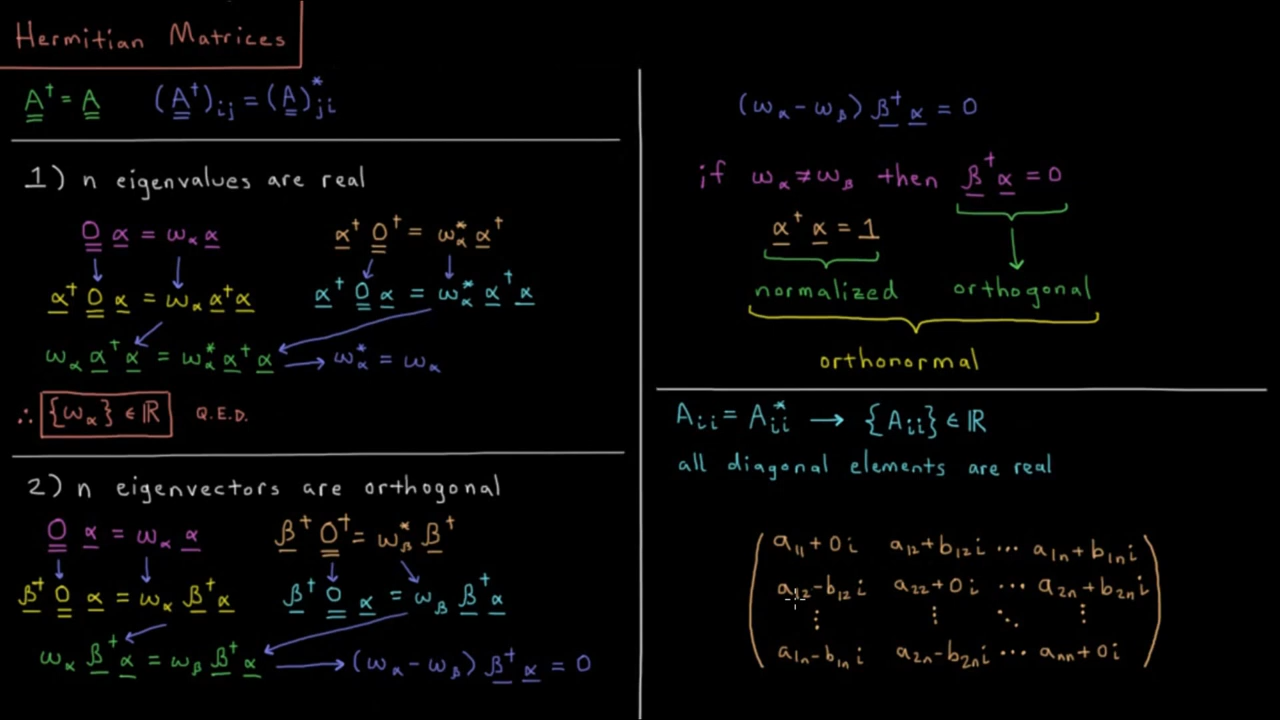 Hermitian Matrices
A† = A (A†)ij = (A)*ji
1) n eigenvalues are real
O α = ωα α α† O† = ω*α α†
α† O α = ωα α† α α† O α = ω*α α† α
ωα α† α = ω*α α† α → ω*α = ωα
∴ {ωα} ∈ ℝ Q.E.D.
2) n eigenvectors are orthogonal
O α = ωα α β† O† = ω*β β†
β† O α = ωα β† α β† O α = ωβ β† α
ωα β† α = ωβ β† α → (ωα - ωβ) β† α = 0
(ωα - ωβ) β† α = 0
if ωα ≠ ωβ then β† α = 0
α† α = 1
normalized orthogonal
orthonormal
Aii = A*ii → {Aii} ∈ ℝ
all diagonal elements are real
a11 + 0i a12 + b12 i ⋯ a1n + b1n i
a12 - b12 i a22 + 0i ⋯ a2n + b2n i
⋮ ⋮ ⋱ ⋮
a1n - b1n i a2n - b2n i ⋯ ann + 0i